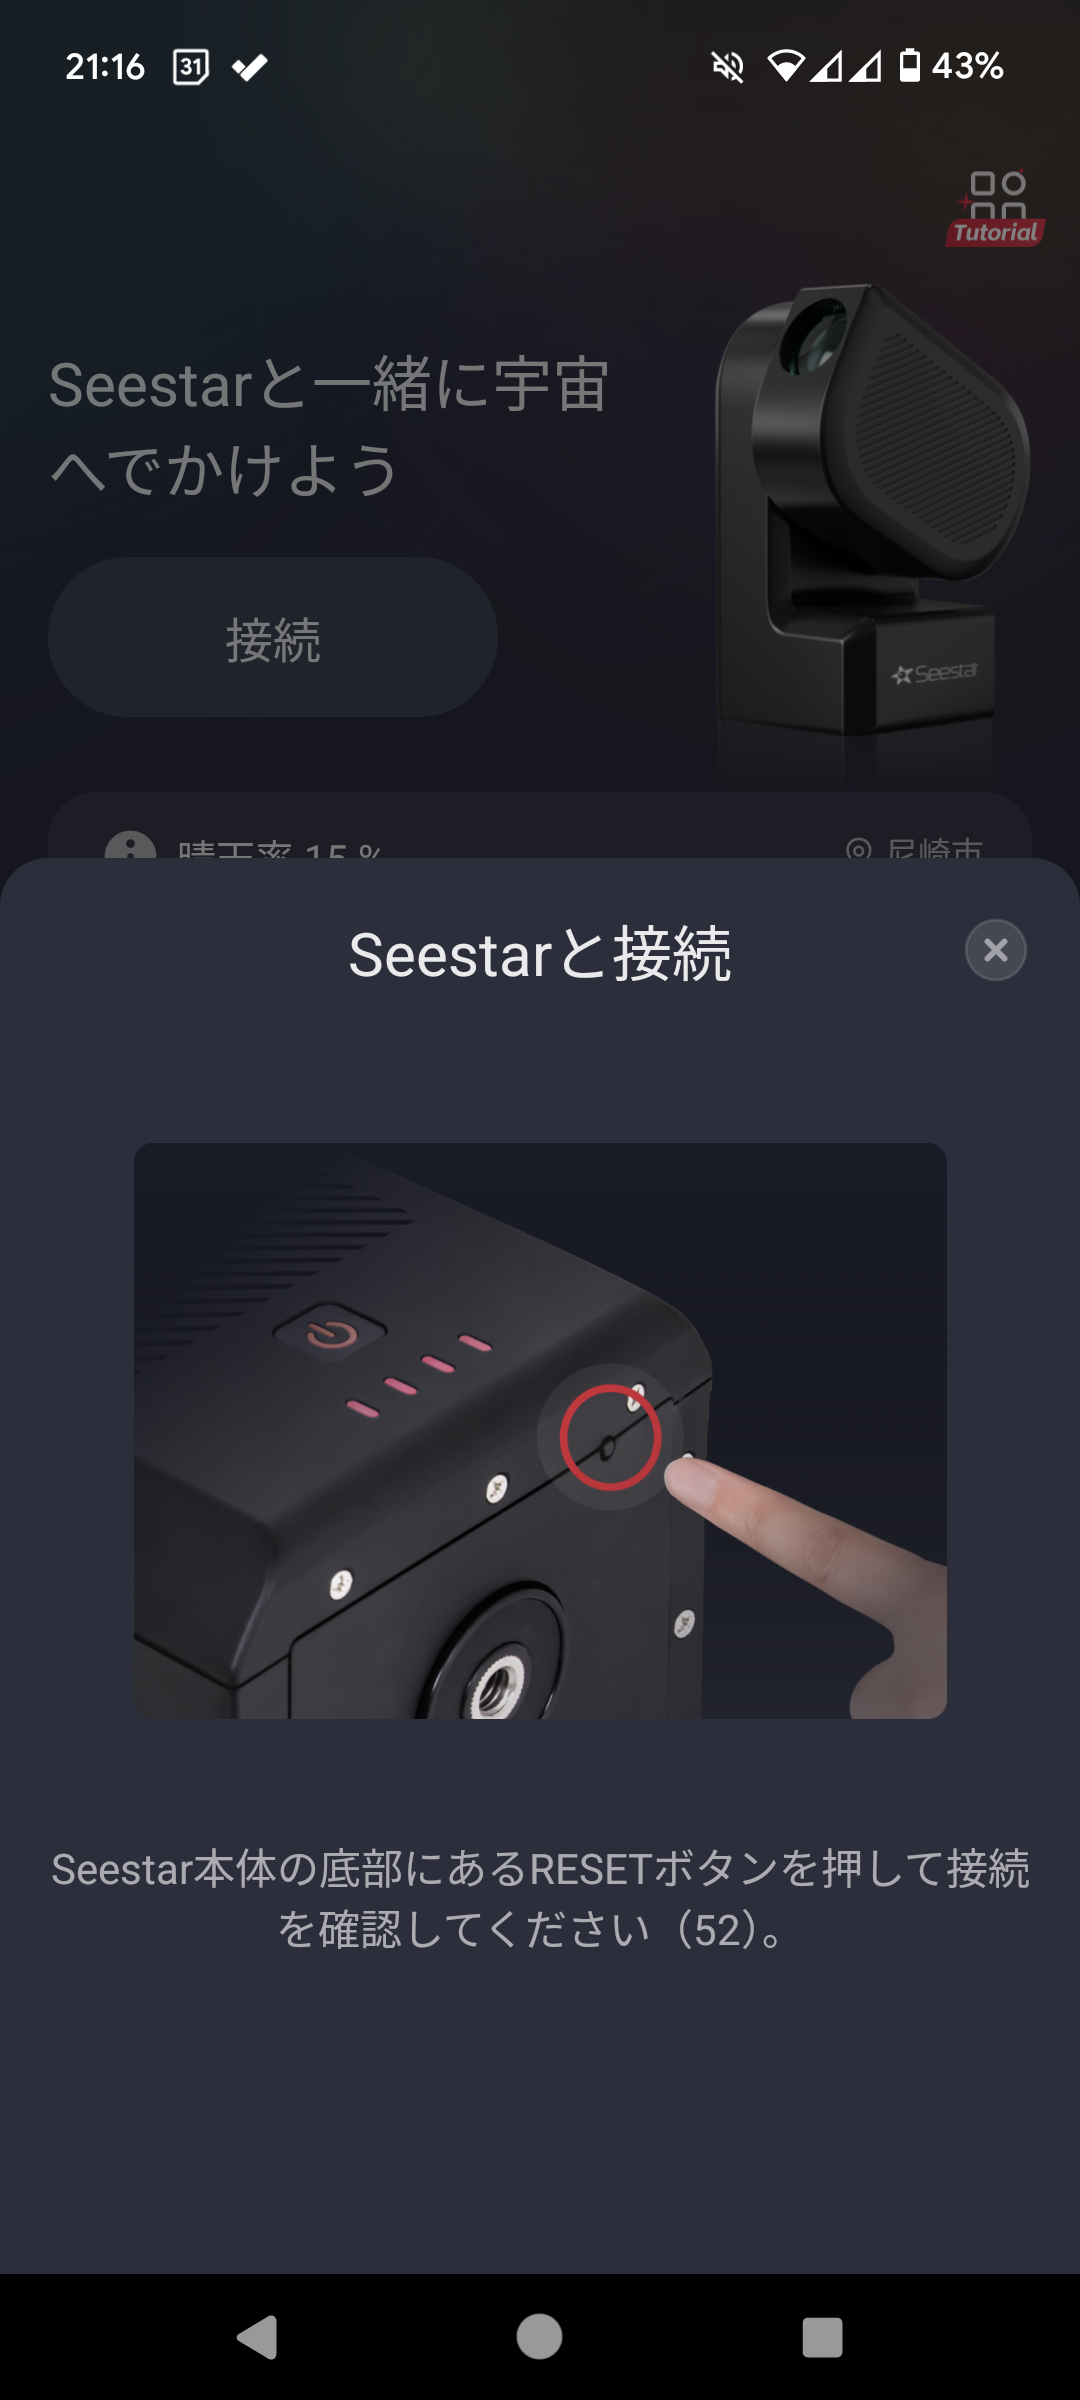 21:16 31 43%
Tutorial
Seestarと一緒に宇宙
へでかけよう
接続
Seestar
晴天率 15 % 尼崎市
Seestarと接続
Seestar本体の底部にあるRESETボタンを押して接続
を確認してください（52）。